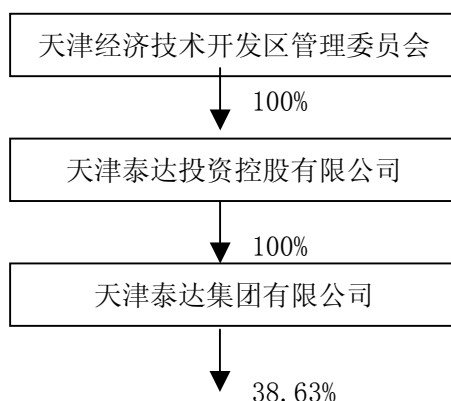 天津经济技术开发区管理委员会
100%
天津泰达投资控股有限公司
100%
天津泰达集团有限公司
38.63%